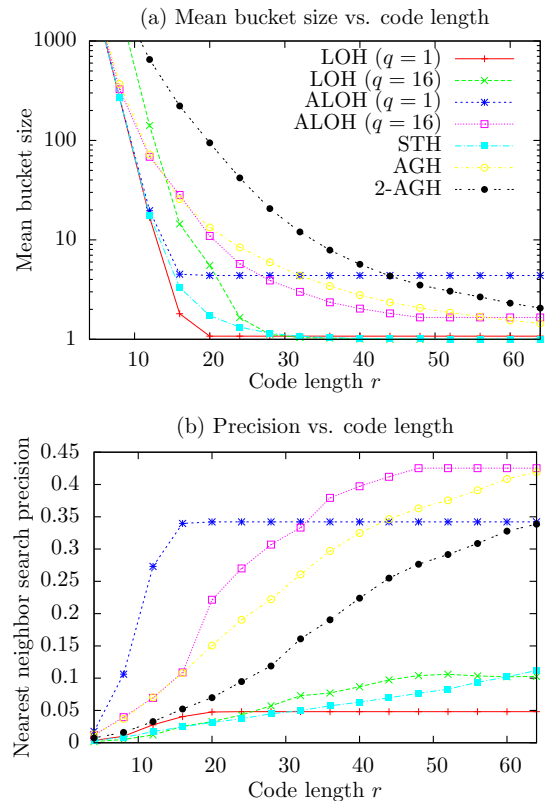 (a) Mean bucket size vs. code length
1000
100
10
1
Mean bucket size
LOH (q = 1)
LOH (q = 16)
ALOH (q = 1)
ALOH (q = 16)
STH
AGH
2-AGH
10 20 30 40 50 60
Code length r
(b) Precision vs. code length
0.45
0.4
0.35
0.3
0.25
0.2
0.15
0.1
0.05
0
Nearest neighbor search precision
10 20 30 40 50 60
Code length r